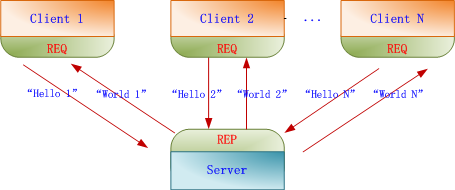 Client 1 Client 2 - ... Client N
REQ REQ REQ
“Hello 1” “World 1” “Hello 2” “World 2” “Hello N” “World N”
REP
Server